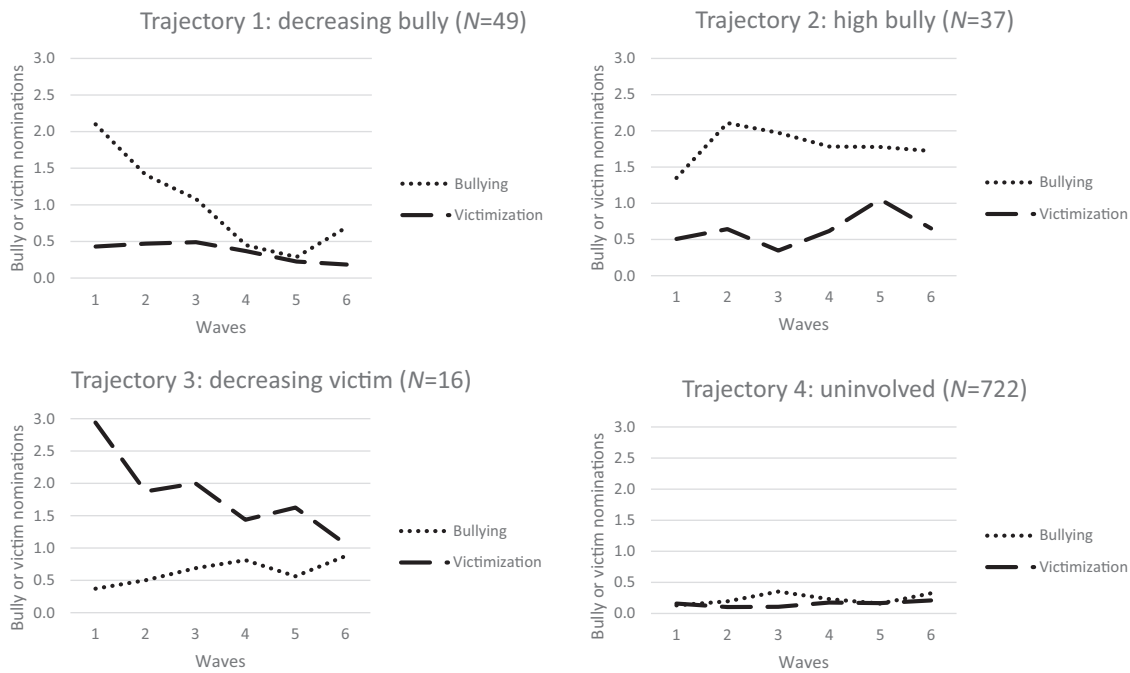 Trajectory 1: decreasing bully (N=49)
Bully or victim nominations
3.0
2.5
2.0
1.5
1.0
0.5
0.0
1 2 3 4 5 6
Waves
Bullying
Victimization
Trajectory 2: high bully (N=37)
Bully or victim nominations
3.0
2.5
2.0
1.5
1.0
0.5
0.0
1 2 3 4 5 6
Waves
Bullying
Victimization
Trajectory 3: decreasing victim (N=16)
Bully or victim nominations
3.0
2.5
2.0
1.5
1.0
0.5
0.0
1 2 3 4 5 6
Waves
Bullying
Victimization
Trajectory 4: uninvolved (N=722)
Bully or victim nominations
3.0
2.5
2.0
1.5
1.0
0.5
0.0
1 2 3 4 5 6
Waves
Bullying
Victimization